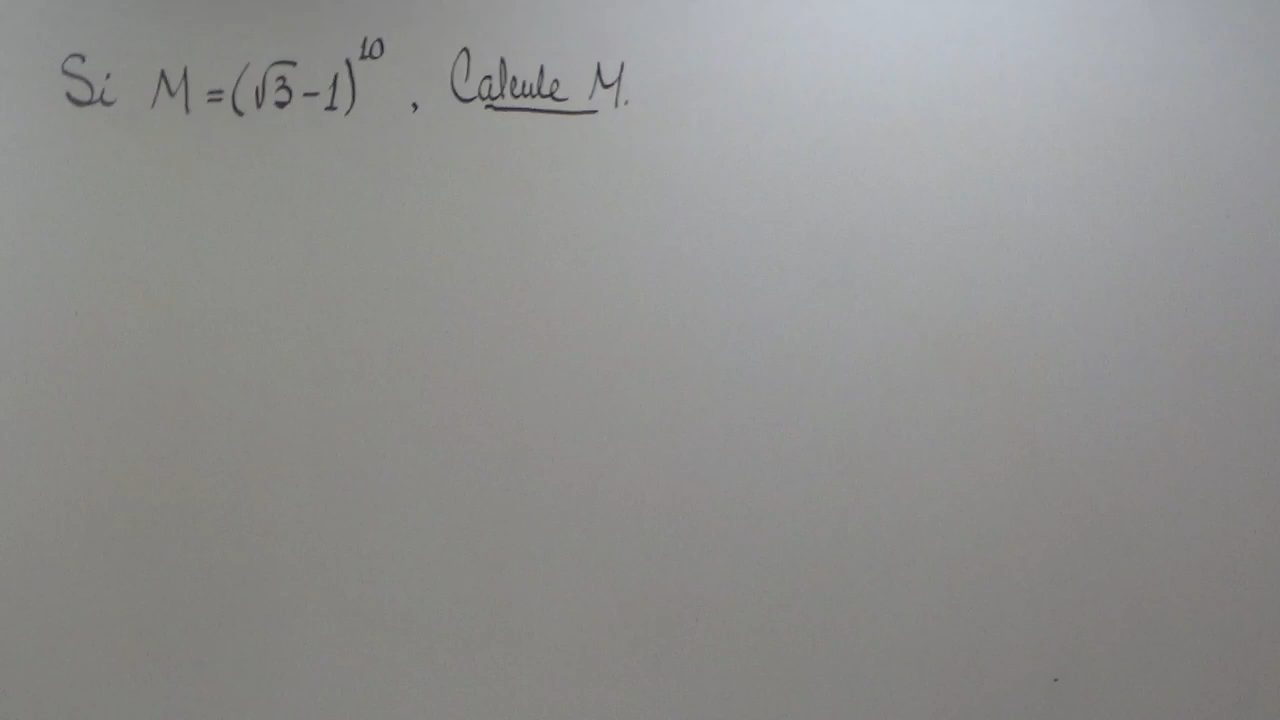 Si M = (√3 - 1)^10 , Calcule M.